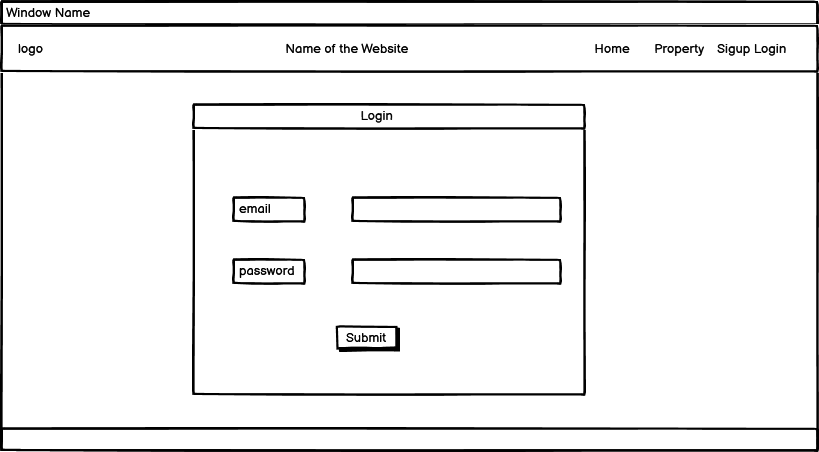 Window Name
logo Name of the Website Home Property Sigup Login
Login
email
password
Submit